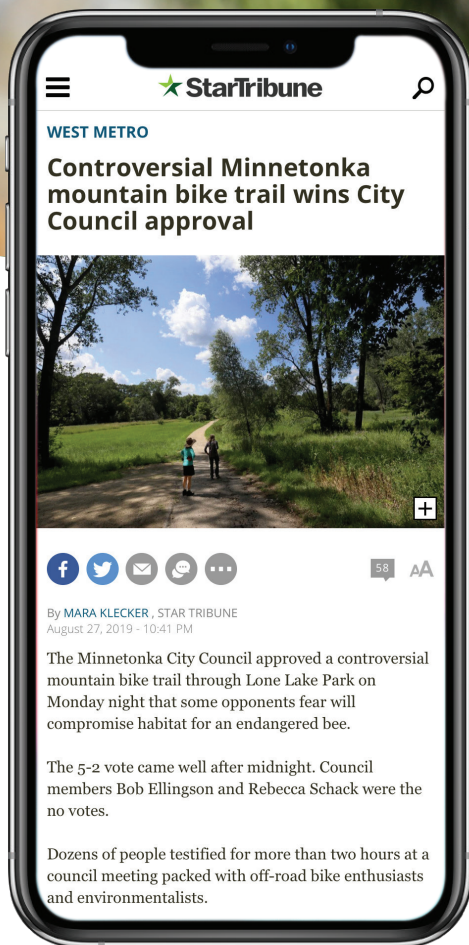 StarTribune
WEST METRO
Controversial Minnetonka
mountain bike trail wins City
Council approval
58
AA
By MARA KLECKER , STAR TRIBUNE
August 27, 2019 - 10:41 PM
The Minnetonka City Council approved a controversial
mountain bike trail through Lone Lake Park on
Monday night that some opponents fear will
compromise habitat for an endangered bee.
The 5-2 vote came well after midnight. Council
members Bob Ellingson and Rebecca Schack were the
no votes.
Dozens of people testified for more than two hours at a
council meeting packed with off-road bike enthusiasts
and environmentalists.